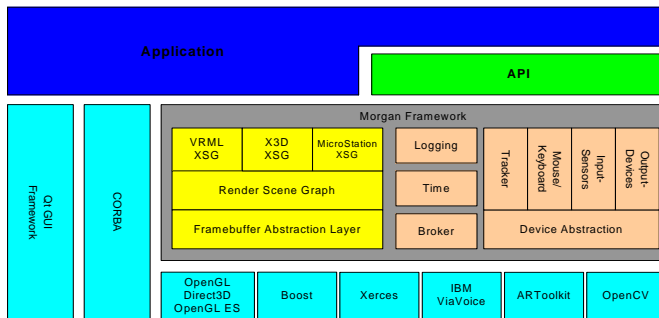 Application
API
Morgan Framework
Qt GUI
Framework
CORBA
VRML
XSG
X3D
XSG
MicroStation
XSG
Render Scene Graph
Framebuffer Abstraction Layer
Logging
Time
Broker
Tracker
Mouse/
Keyboard
Input-
Sensors
Output-
Devices
Device Abstraction
OpenGL
Direct3D
OpenGL ES
Boost
Xerces
IBM
ViaVoice
ARToolkit
OpenCV